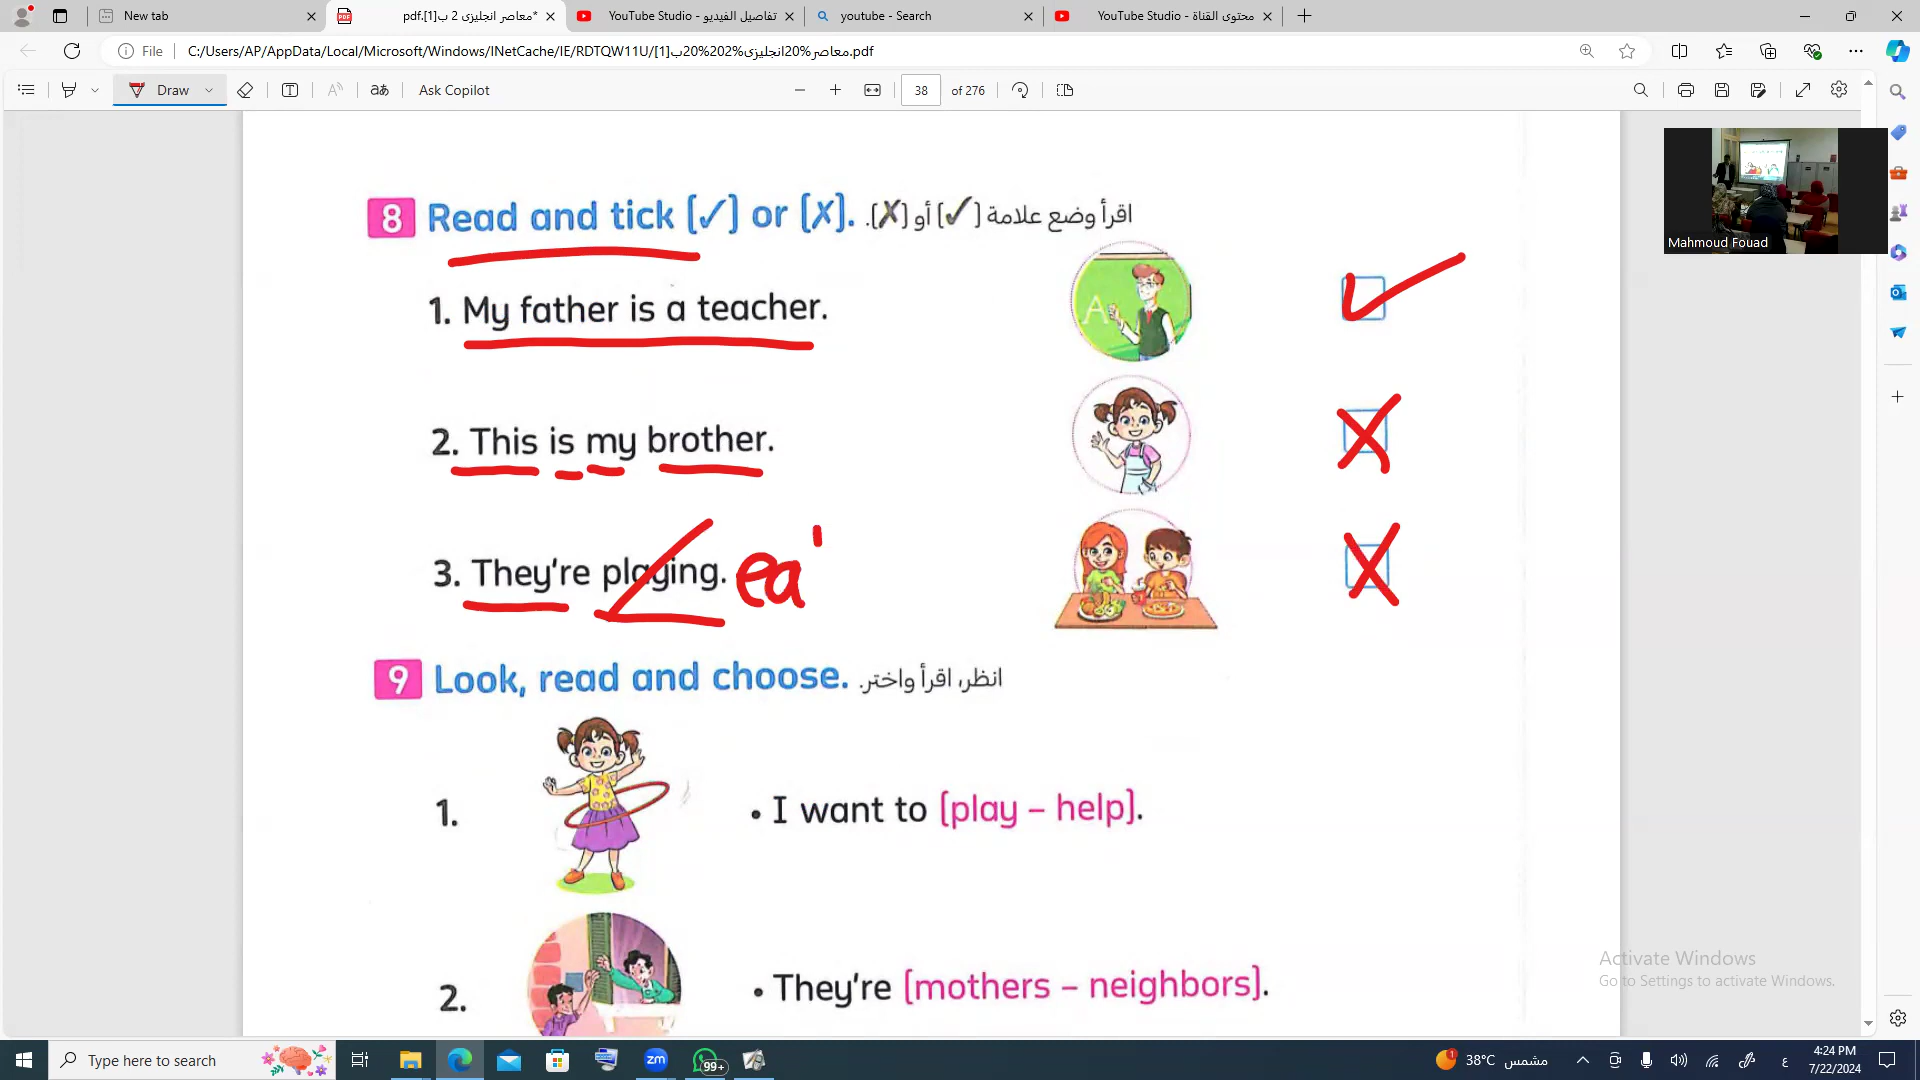 New tab
معاصر انجليزى 2 ب[1].pdf*
YouTube Studio - تفاصيل الفيديو
youtube - Search
YouTube Studio - محتوى القناة
File
C:/Users/AP/AppData/Local/Microsoft/Windows/INetCache/IE/RDTQW11U/معاصر%20انجليزى%202%20ب[1].pdf
Draw
Ask Copilot
38
of 276
8 Read and tick [✓] or [X]. اقرأ وضع علامة [✓] أو [X].
1. My father is a teacher.
A
2. This is my brother.
3. They're playing. ea
9 Look, read and choose. انظر، اقرأ واختر.
1. • I want to [play – help].
2. • They're [mothers – neighbors].
Mahmoud Fouad
Activate Windows
Go to Settings to activate Windows.
Type here to search
zm
99+
38°C مشمس
ع
4:24 PM
7/22/2024